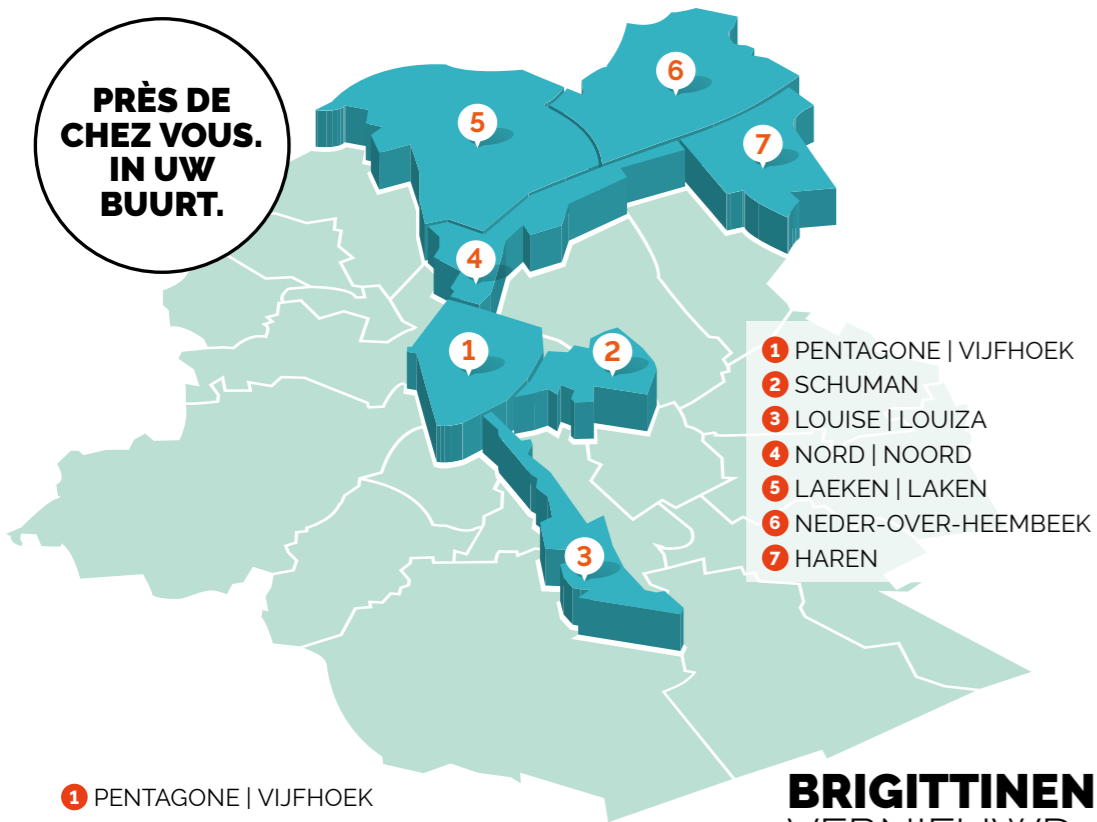 PRÈS DE
CHEZ VOUS.
IN UW
BUURT.
6
5
7
4
1
2
3
1 PENTAGONE | VIJFHOEK
2 SCHUMAN
3 LOUISE | LOUIZA
4 NORD | NOORD
5 LAEKEN | LAKEN
6 NEDER-OVER-HEEMBEEK
7 HAREN
1 PENTAGONE | VIJFHOEK
BRIGITTINEN